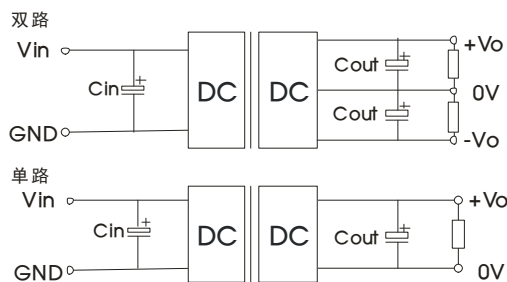 双路
Vin
+Vo
Cin
+
DC
DC
Cout
+
0V
Cout
+
GND
-Vo
单路
Vin
+Vo
Cin
+
DC
DC
Cout
+
GND
0V